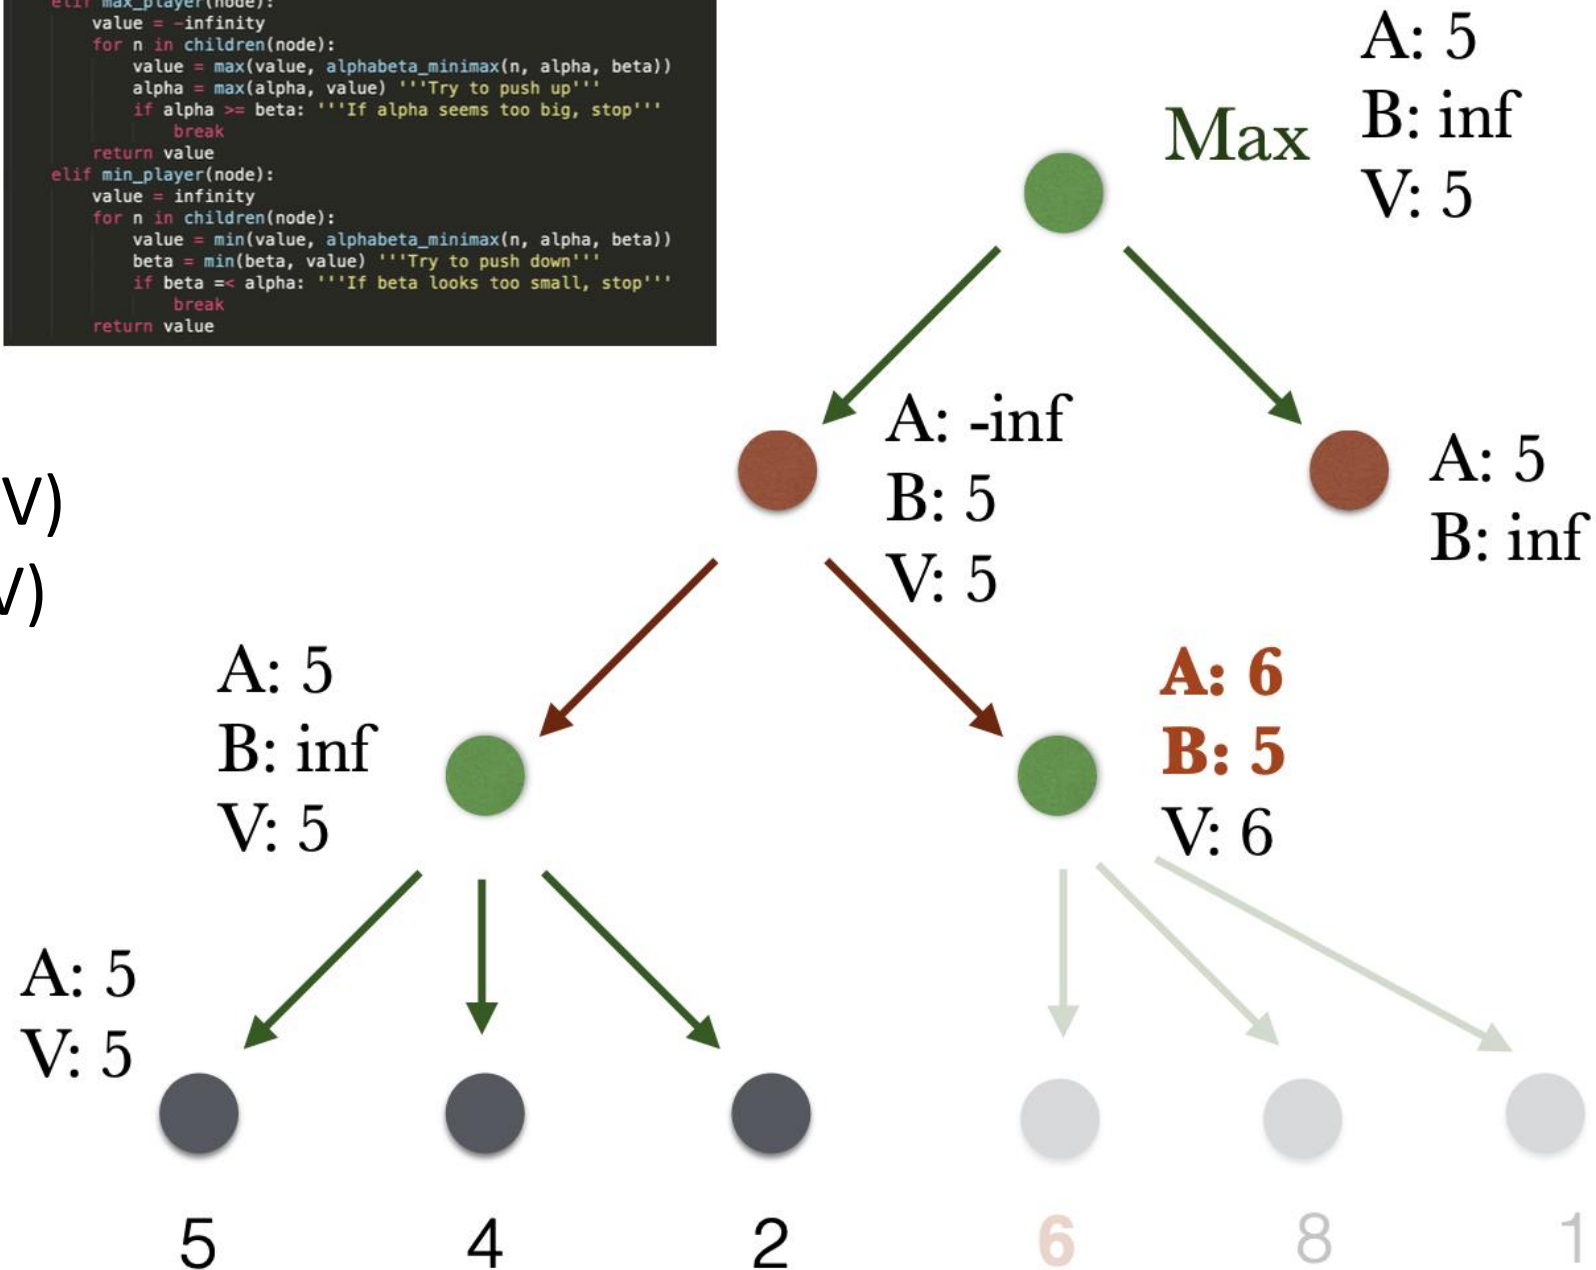 elif max_player(node):
value = -infinity
for n in children(node):
value = max(value, alphabeta_minimax(n, alpha, beta))
alpha = max(alpha, value) '''Try to push up'''
if alpha >= beta: '''If alpha seems too big, stop'''
break
return value
elif min_player(node):
value = infinity
for n in children(node):
value = min(value, alphabeta_minimax(n, alpha, beta))
beta = min(beta, value) '''Try to push down'''
if beta =< alpha: '''If beta looks too small, stop'''
break
return value
Max
A: 5
B: inf
V: 5
A: -inf
B: 5
V: 5
A: 5
B: inf
V)
V)
A: 5
B: inf
V: 5
A: 6
B: 5
V: 6
A: 5
V: 5
5 4 2 6 8 1